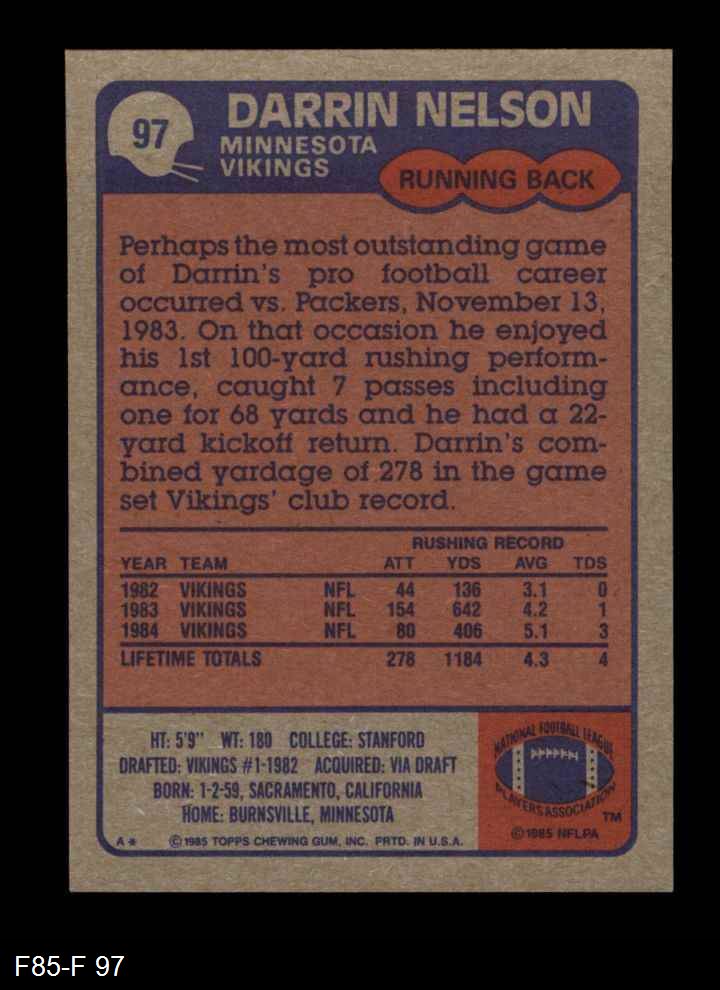 97
DARRIN NELSON
MINNESOTA
VIKINGS
RUNNING BACK
Perhaps the most outstanding game
of Darrin's pro football career
occurred vs. Packers, November 13,
1983. On that occasion he enjoyed
his 1st 100-yard rushing perform-
ance, caught 7 passes including
one for 68 yards and he had a 22-
yard kickoff return. Darrin's com-
bined yardage of 278 in the game
set Vikings' club record.
RUSHING RECORD
YEAR TEAM ATT YDS AVG TDS
1982 VIKINGS NFL 44 136 3.1 0
1983 VIKINGS NFL 154 642 4.2 1
1984 VIKINGS NFL 80 406 5.1 3
LIFETIME TOTALS 278 1184 4.3 4
HT: 5'9" WT: 180 COLLEGE: STANFORD
DRAFTED: VIKINGS #1-1982 ACQUIRED: VIA DRAFT
BORN: 1-2-59, SACRAMENTO, CALIFORNIA
HOME: BURNSVILLE, MINNESOTA
A* ©1985 TOPPS CHEWING GUM, INC. PRTD. IN U.S.A.
NATIONAL FOOTBALL LEAGUE
PLAYERS ASSOCIATION
TM
©1985 NFLPA
F85-F 97